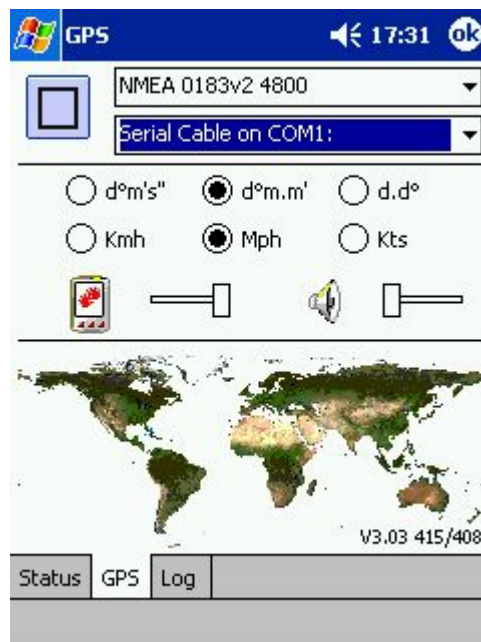 GPS 17:31 ok
NMEA 0183v2 4800
Serial Cable on COM1:
d°m's" d°m.m' d.d°
Kmh Mph Kts
V3.03 415/408
Status GPS Log